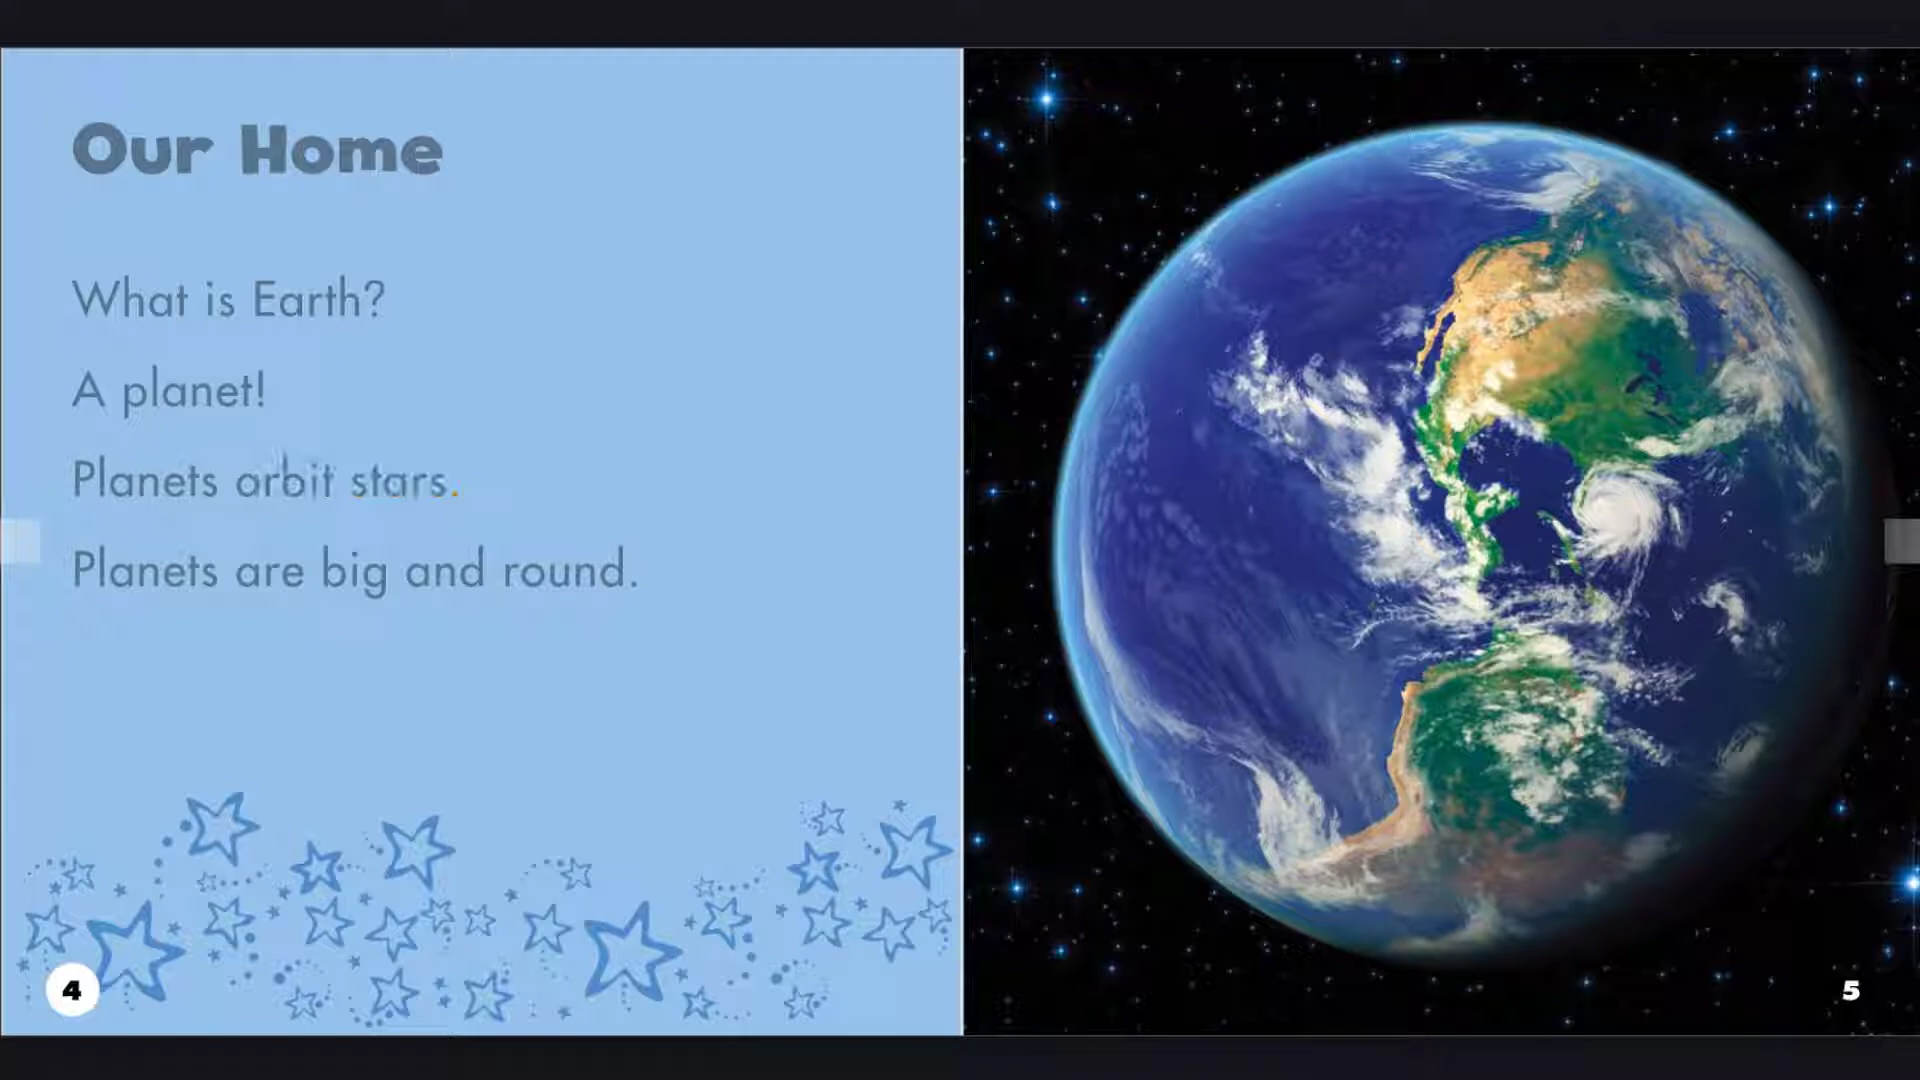 Our Home
What is Earth?
A planet!
Planets orbit stars.
Planets are big and round.
4
5